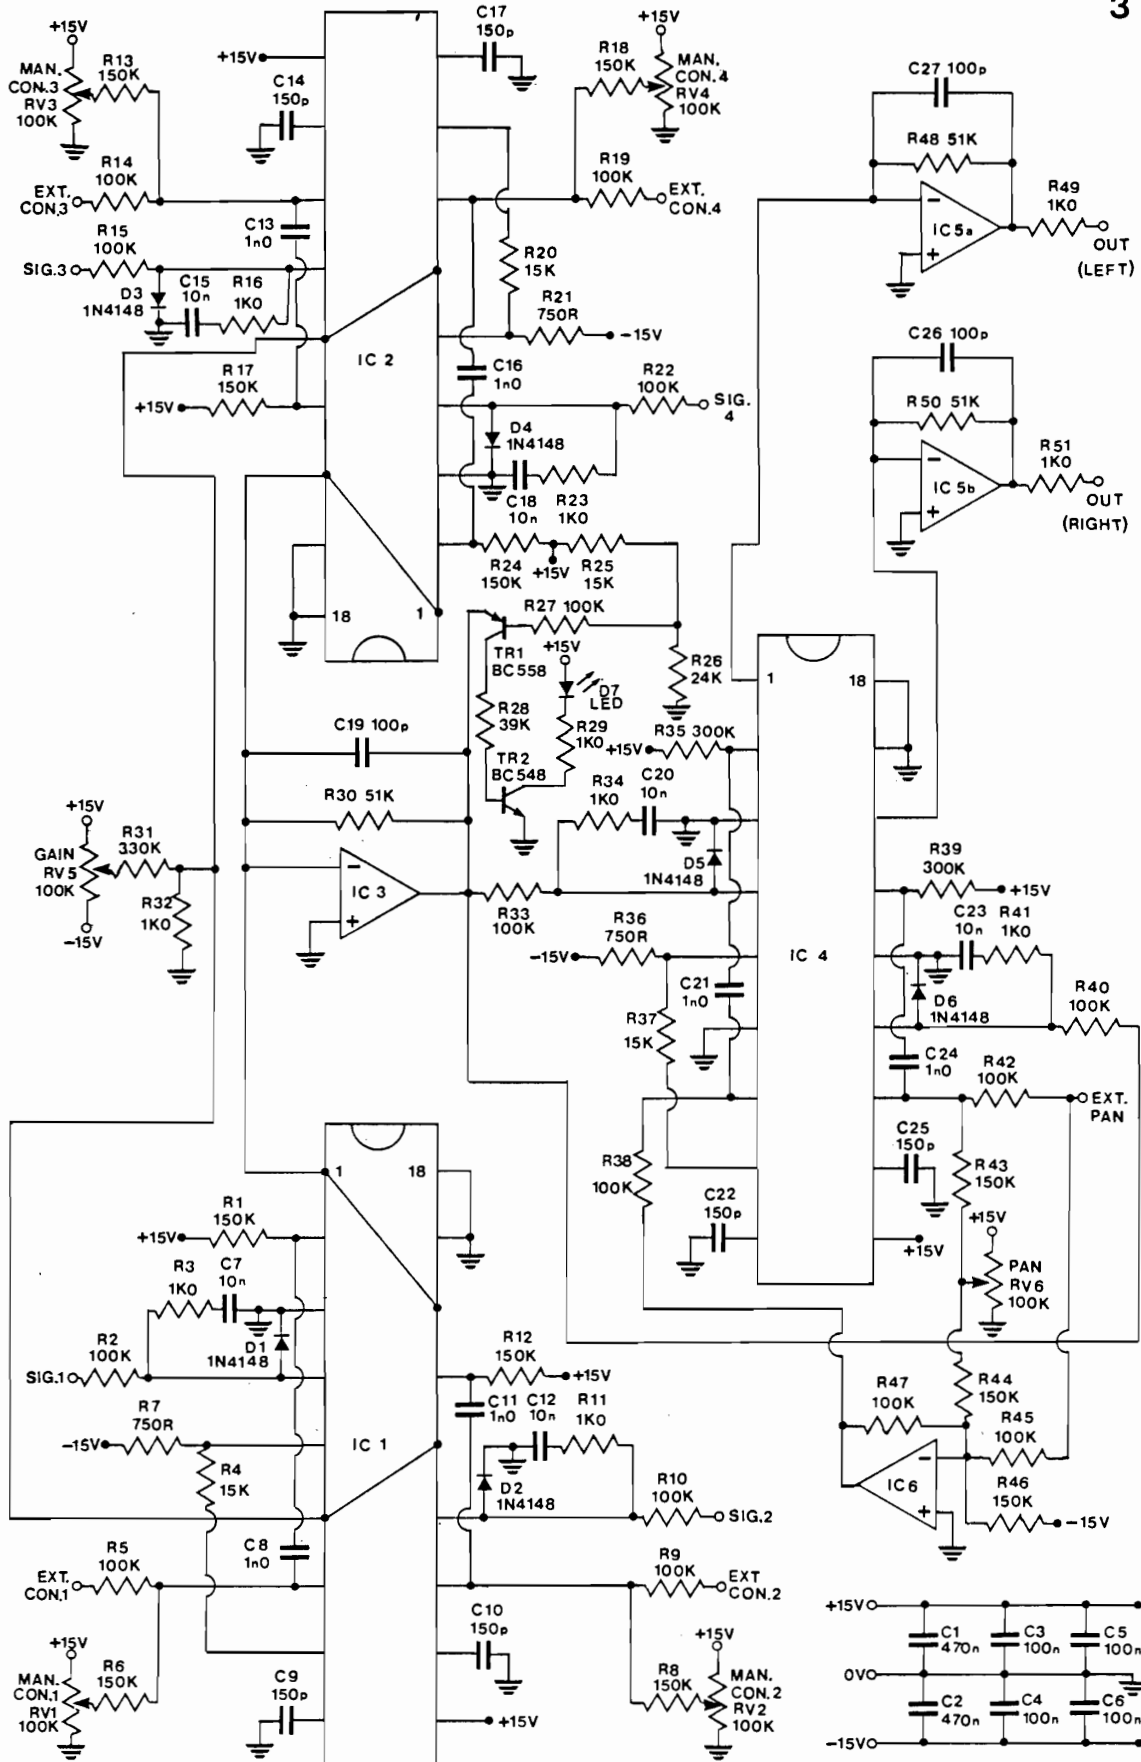 3
+15V
MAN.
CON.3
RV3
100K
R13
150K
R14
100K
EXT.
CON,3
R15
100K
SIG.3
D3
1N4148
C15
10n
R16
1K0
C13
1n0
R17
150K
+15V
+15V
C14
150p
C17
150p
IC 2
18
1
R18
150K
+15V
MAN.
CON.4
RV4
100K
R19
100K
EXT.
CON.4
R20
15K
R21
750R
-15V
C16
1n0
R22
100K
SIG.
4
D4
1N4148
C18
10n
R23
1K0
R24
150K
+15V
R25
15K
R27 100K
TR1
BC558
+15V
D7
LED
R26
24K
R28
39K
R29
1K0
TR2
BC548
C19 100p
R30 51K
IC 3
−
+
+15V
GAIN
RV5
100K
-15V
R31
330K
R32
1K0
R33
100K
R34
1K0
C20
10n
R35 300K
+15V
D5
1N4148
R36
750R
-15V
R37
15K
C21
1n0
R38
100K
C22
150p
1
18
IC 4
R39
300K
+15V
C23
10n
R41
1K0
D6
1N4148
R40
100K
C24
1n0
R42
100K
EXT.
PAN
C25
150p
R43
150K
+15V
+15V
PAN
RV6
100K
R44
150K
R47
100K
R45
100K
R46
150K
-15V
IC6
−
+
C27 100p
R48 51K
IC5a
−
+
R49
1K0
OUT
(LEFT)
C26 100p
R50 51K
IC 5b
−
+
R51
1K0
OUT
(RIGHT)
1
18
IC 1
R1
150K
+15V
R3
1K0
C7
10n
R2
100K
SIG.1
D1
1N4148
R7
750R
-15V
R4
15K
C8
1n0
R5
100K
EXT.
CON.1
+15V
MAN.
CON.1
RV1
100K
R6
150K
C9
150p
R12
150K
+15V
C11
1n0
C12
10n
R11
1K0
D2
1N4148
R10
100K
SIG.2
R9
100K
EXT
CON.2
C10
150p
+15V
R8
150K
+15V
MAN.
CON.2
RV2
100K
+15V
C1
470n
C3
100n
C5
100n
0V
C2
470n
C4
100n
C6
100n
-15V